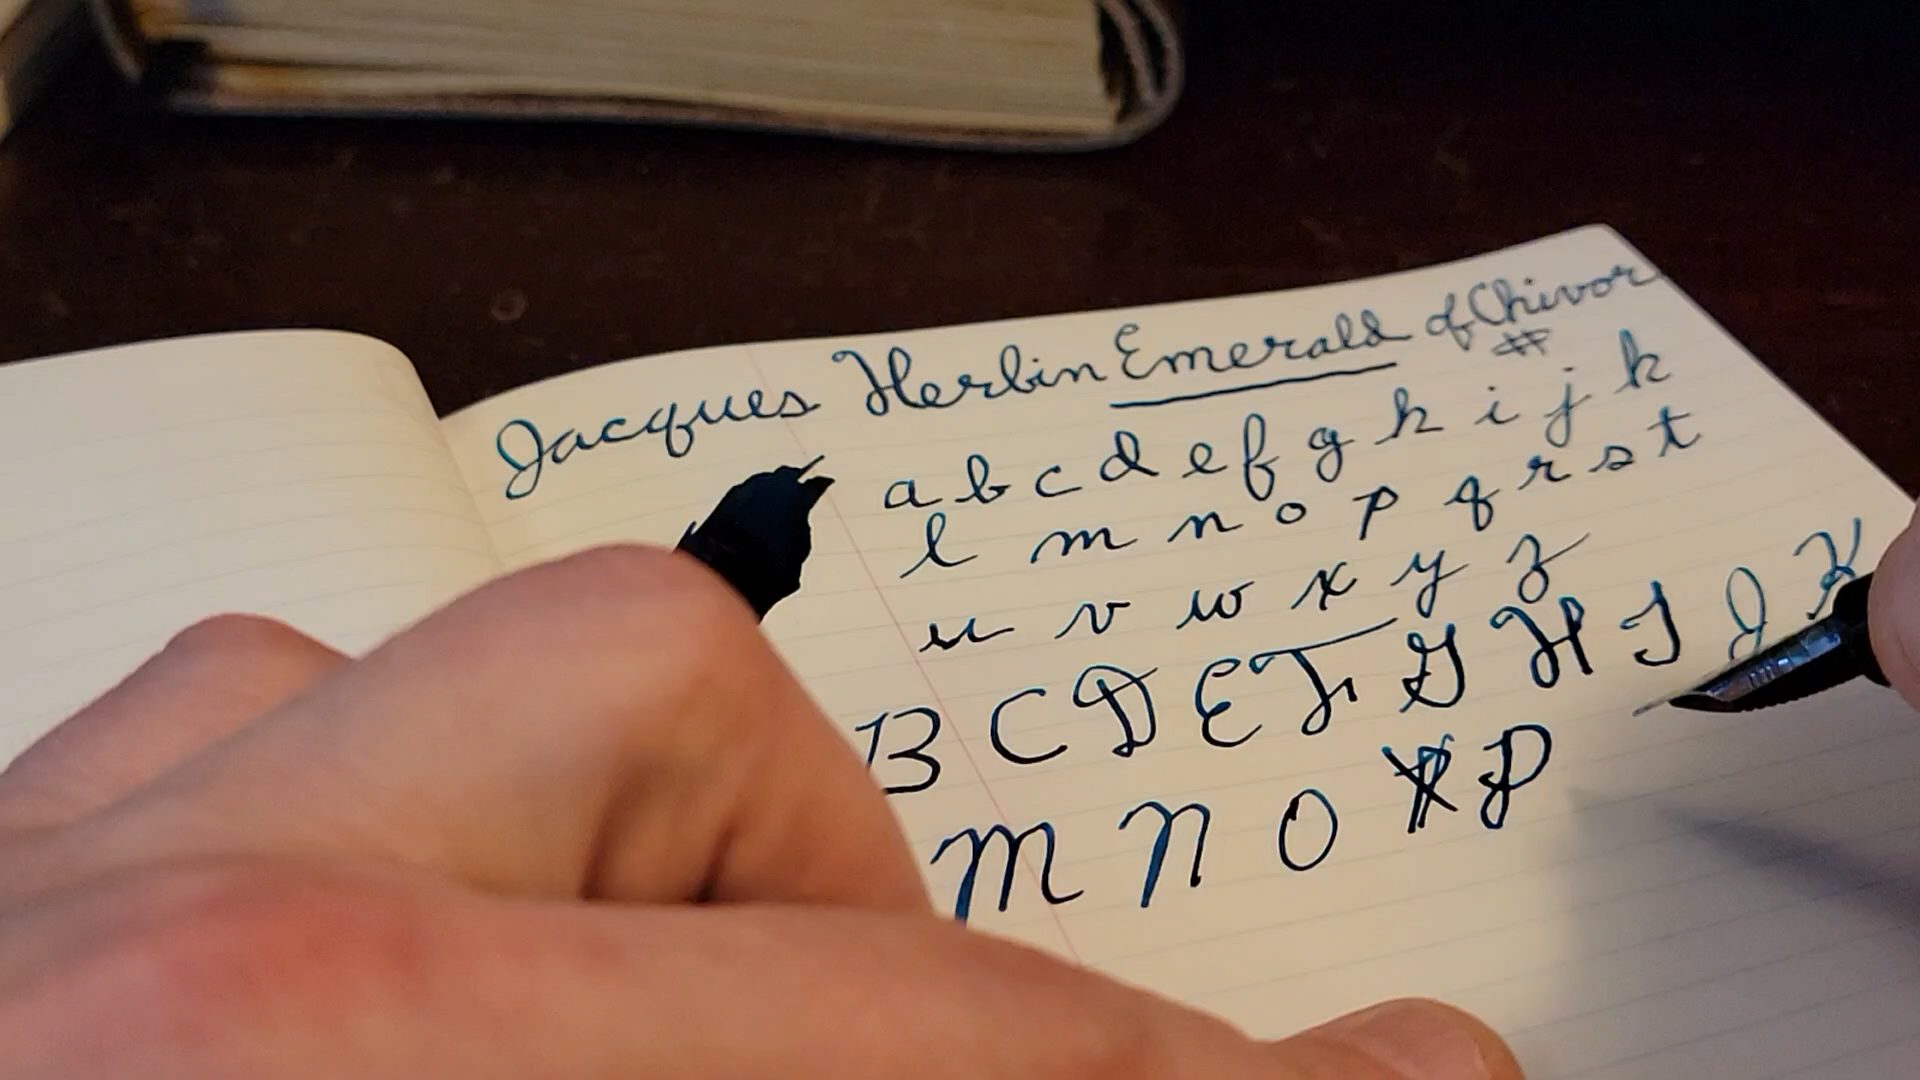 Jacques Herbin Emerald of Chivor
#
a b c d e f g h i j k
l m n o p q r s t
u v w x y z
B C D E F G H I J K
M N O P